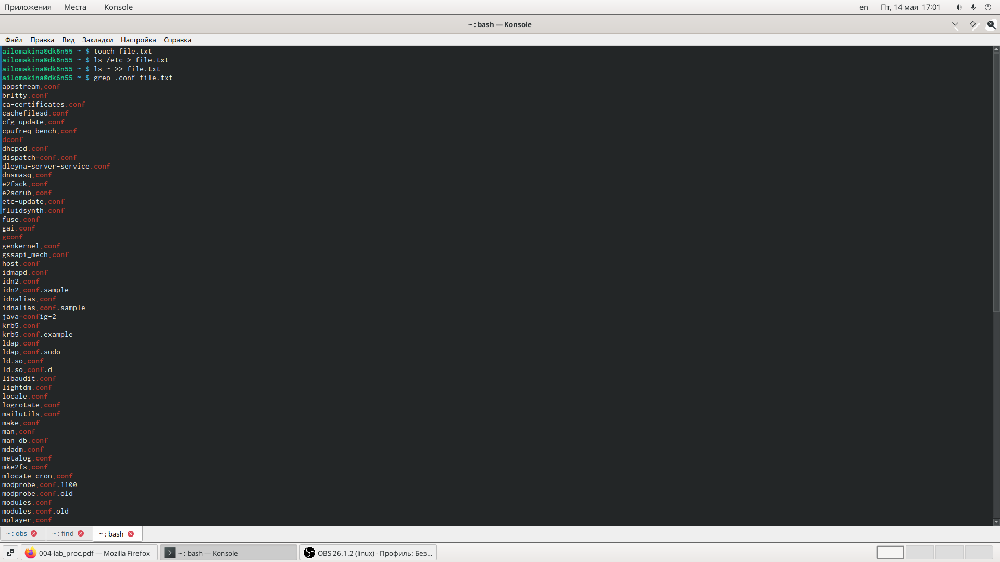 Приложения Места Konsole en Пт, 14 мая 17:01
~ : bash — Konsole
Файл Правка Вид Закладки Настройка Справка
ailomakina@dk6n55 ~ $ touch file.txt
ailomakina@dk6n55 ~ $ ls /etc > file.txt
ailomakina@dk6n55 ~ $ ls ~ >> file.txt
ailomakina@dk6n55 ~ $ grep .conf file.txt
appstream.conf
brltty.conf
ca-certificates.conf
cachefilesd.conf
cfg-update.conf
cpufreq-bench.conf
dconf
dhcpcd.conf
dispatch-conf.conf
dleyna-server-service.conf
dnsmasq.conf
e2fsck.conf
e2scrub.conf
etc-update.conf
fluidsynth.conf
fuse.conf
gai.conf
gconf
genkernel.conf
gssapi_mech.conf
host.conf
idmapd.conf
idn2.conf
idn2.conf.sample
idnalias.conf
idnalias.conf.sample
java-config-2
krb5.conf
krb5.conf.example
ldap.conf
ldap.conf.sudo
ld.so.conf
ld.so.conf.d
libaudit.conf
lightdm.conf
locale.conf
logrotate.conf
mailutils.conf
make.conf
man.conf
man_db.conf
mdadm.conf
metalog.conf
mke2fs.conf
mlocate-cron.conf
modprobe.conf.1100
modprobe.conf.old
modules.conf
modules.conf.old
mplayer.conf
~ : obs ~ : find ~ : bash
004-lab_proc.pdf — Mozilla Firefox ~ : bash — Konsole OBS 26.1.2 (linux) - Профиль: Без...